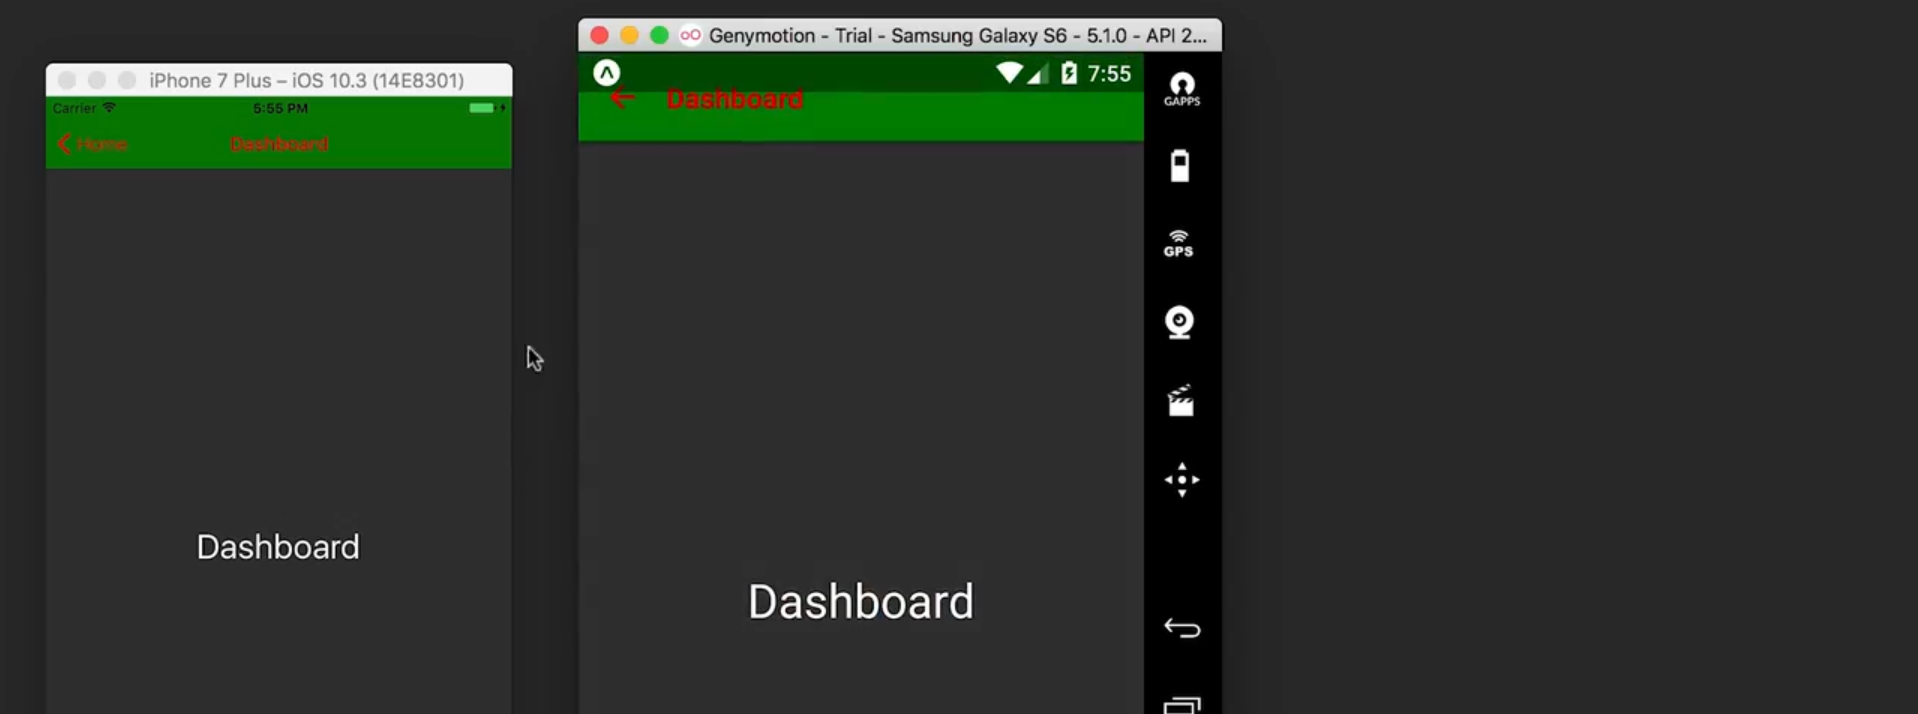 Genymotion - Trial - Samsung Galaxy S6 - 5.1.0 - API 2...
iPhone 7 Plus – iOS 10.3 (14E8301)
Carrier
5:55 PM
Home
Dashboard
7:55
Dashboard
GAPPS
GPS
Dashboard
Dashboard